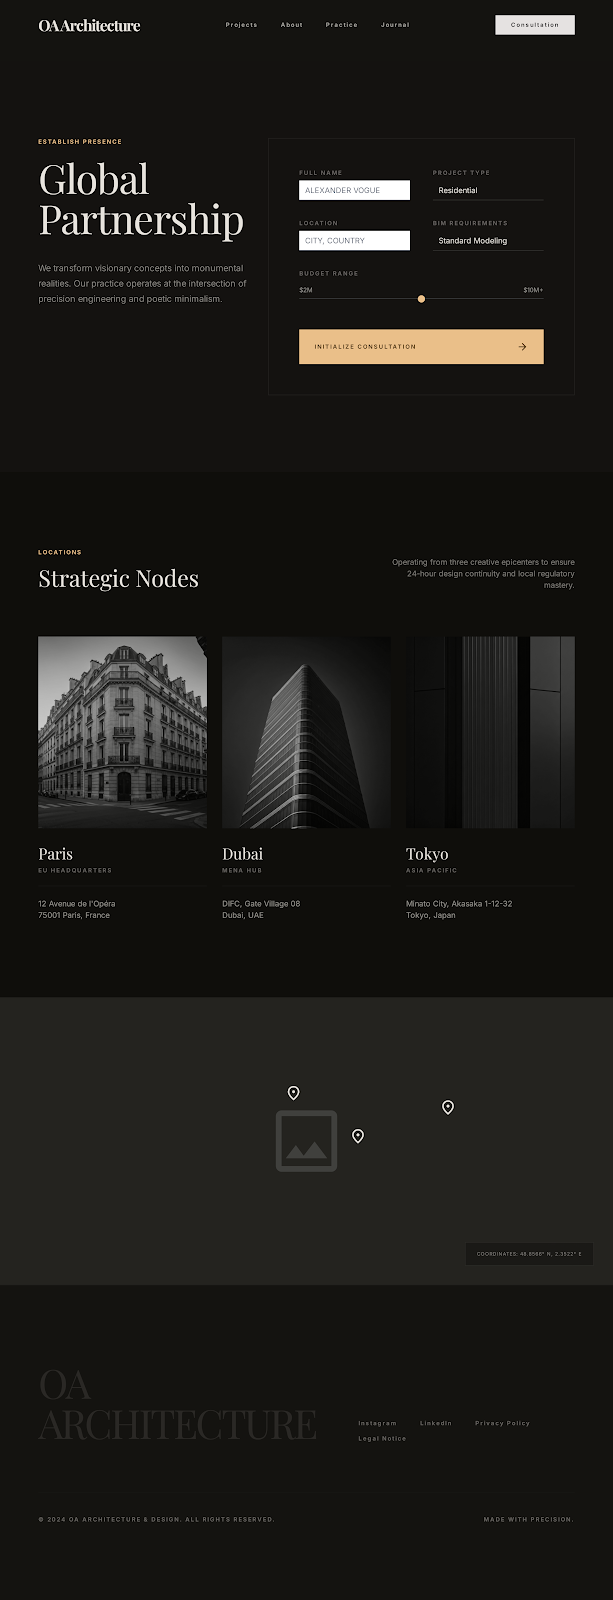 OA Architecture
Projects About Practice Journal
Consultation
ESTABLISH PRESENCE
Global
Partnership
We transform visionary concepts into monumental
realities. Our practice operates at the intersection of
precision engineering and poetic minimalism.
FULL NAME
ALEXANDER VOGUE
PROJECT TYPE
Residential
LOCATION
CITY, COUNTRY
BIM REQUIREMENTS
Standard Modeling
BUDGET RANGE
$2M
$10M+
INITIALIZE CONSULTATION
LOCATIONS
Strategic Nodes
Operating from three creative epicenters to ensure
24-hour design continuity and local regulatory
mastery.
Paris
EU HEADQUARTERS
12 Avenue de l'Opéra
75001 Paris, France
Dubai
MENA HUB
DIFC, Gate Village 08
Dubai, UAE
Tokyo
ASIA PACIFIC
Minato City, Akasaka 1-12-32
Tokyo, Japan
COORDINATES: 48.8566° N, 2.3522° E
OA
ARCHITECTURE
Instagram LinkedIn Privacy Policy
Legal Notice
© 2024 OA ARCHITECTURE & DESIGN. ALL RIGHTS RESERVED.
MADE WITH PRECISION.